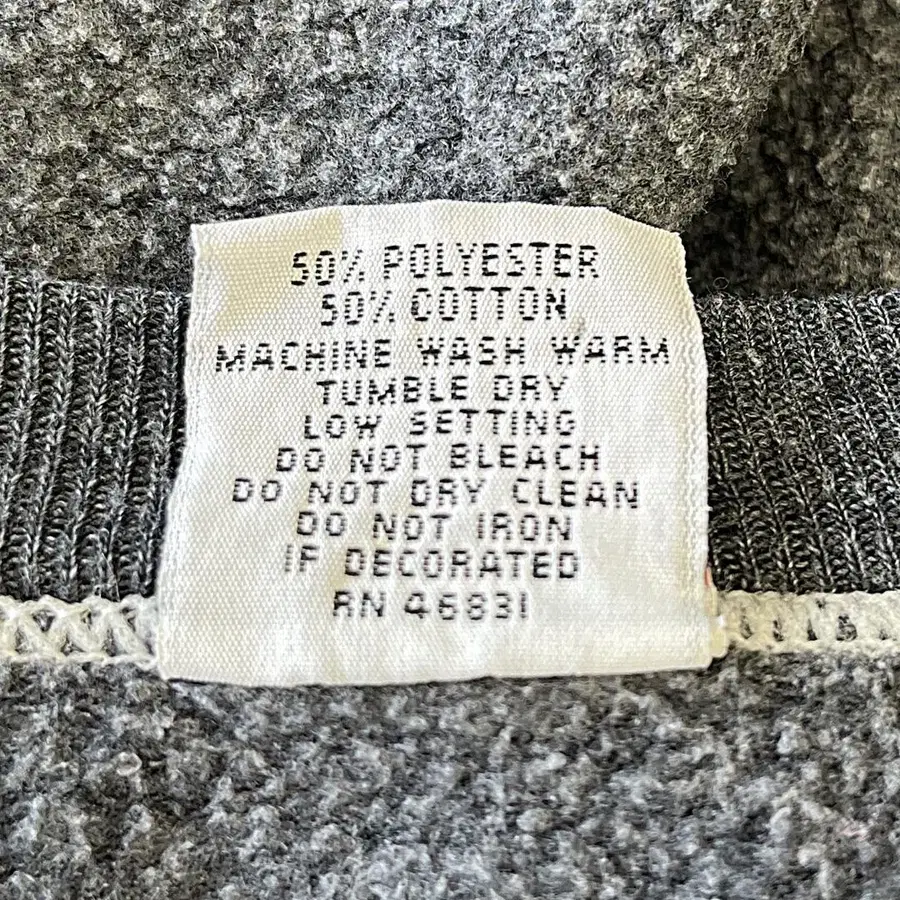 50% POLYESTER
50% COTTON
MACHINE WASH WARM
TUMBLE DRY
LOW SETTING
DO NOT BLEACH
DO NOT DRY CLEAN
DO NOT IRON
IF DECORATED
RN 46831